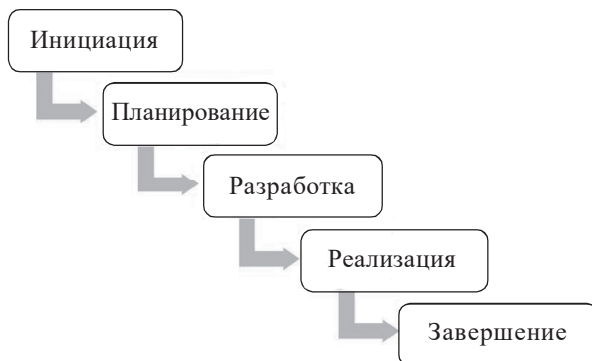 Инициация
Планирование
Разработка
Реализация
Завершение